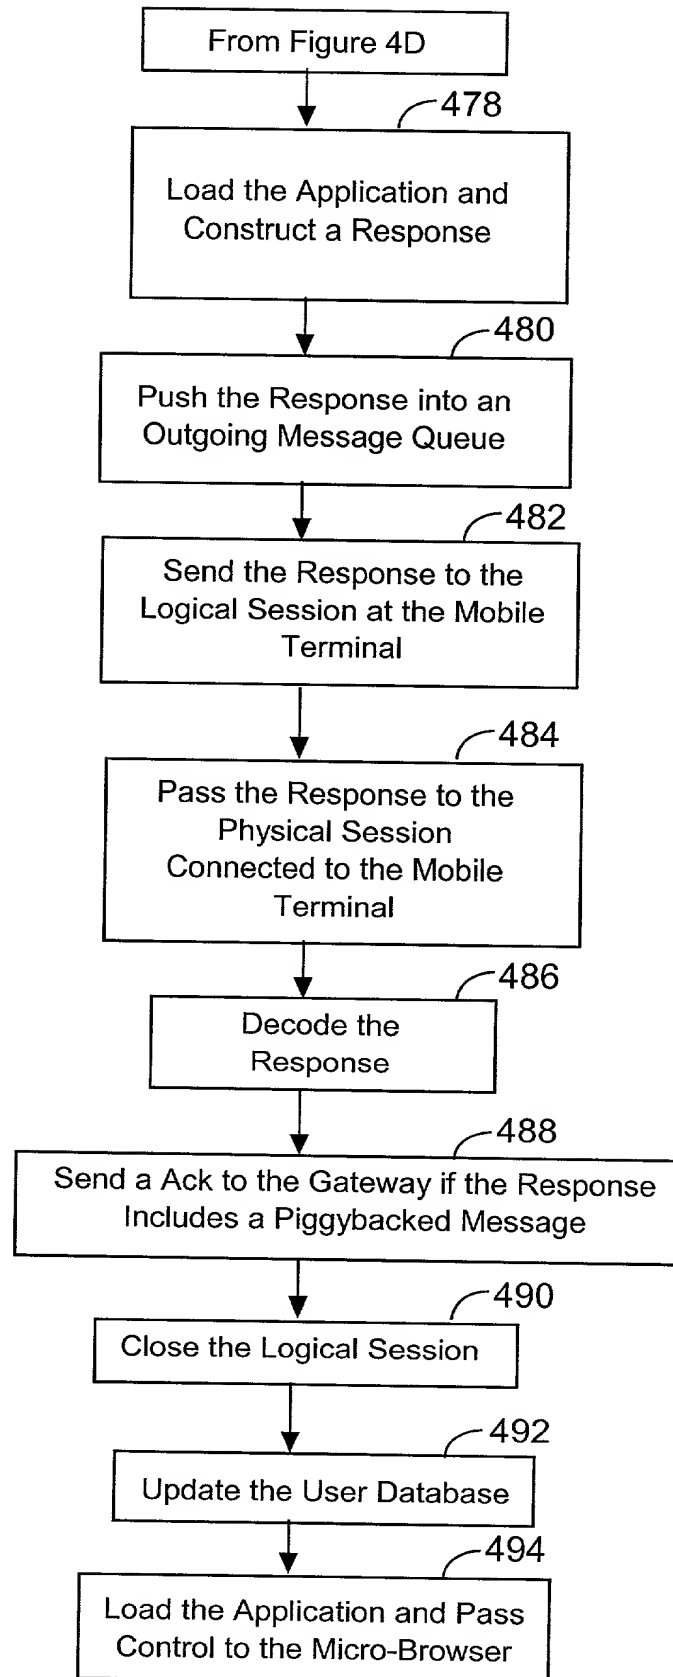 From Figure 4D
478
Load the Application and
Construct a Response
480
Push the Response into an
Outgoing Message Queue
482
Send the Response to the
Logical Session at the Mobile
Terminal
484
Pass the Response to the
Physical Session
Connected to the Mobile
Terminal
486
Decode the
Response
488
Send a Ack to the Gateway if the Response
Includes a Piggybacked Message
490
Close the Logical Session
492
Update the User Database
494
Load the Application and Pass
Control to the Micro-Browser